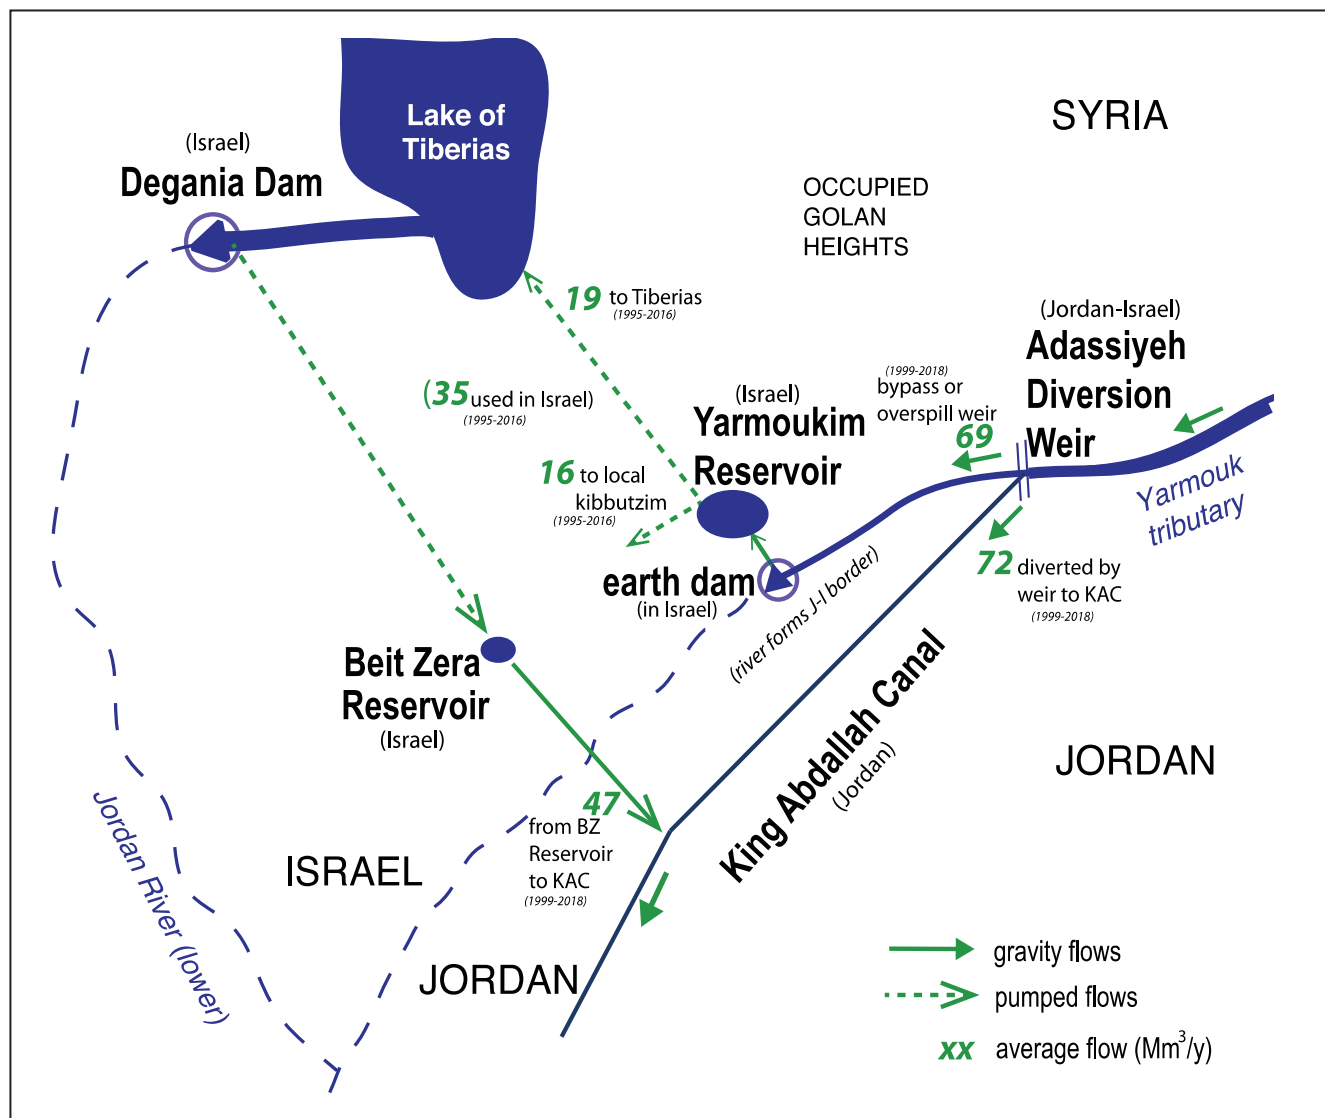 Lake of
Tiberias
(Israel)
Degania Dam
SYRIA
OCCUPIED
GOLAN
HEIGHTS
19 to Tiberias
(1995-2016)
(Jordan-Israel)
Adassiyeh
Diversion
Weir
(1999-2018)
bypass or
overspill weir
69
(35 used in Israel)
(1995-2016)
(Israel)
Yarmoukim
Reservoir
Yarmouk
tributary
16 to local
kibbutzim
(1995-2016)
72 diverted by
weir to KAC
(1999-2018)
earth dam
(in Israel)
(river forms J-I border)
Beit Zera
Reservoir
(Israel)
King Abdallah Canal
(Jordan)
JORDAN
47
from BZ
Reservoir
to KAC
(1999-2018)
Jordan River (lower)
ISRAEL
JORDAN
gravity flows
pumped flows
xx average flow (Mm³/y)